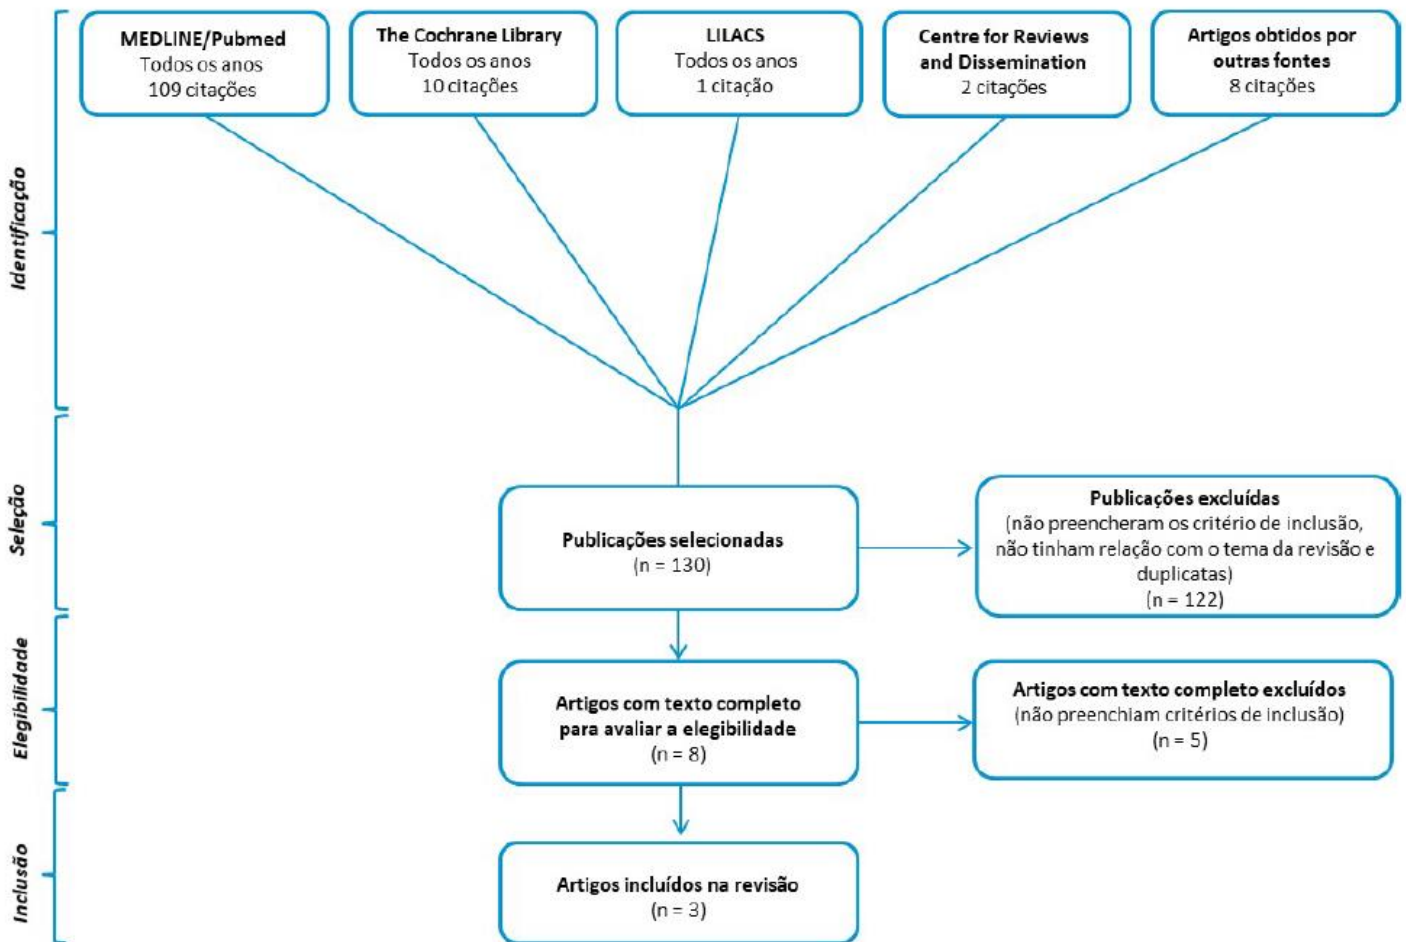 MEDLINE/Pubmed
Todos os anos
109 citações
The Cochrane Library
Todos os anos
10 citações
LILACS
Todos os anos
1 citação
Centre for Reviews
and Dissemination
2 citações
Artigos obtidos por
outras fontes
8 citações
Identificação
Seleção
Publicações selecionadas
(n = 130)
Publicações excluídas
(não preencheram os critério de inclusão,
não tinham relação com o tema da revisão e
duplicatas)
(n = 122)
Elegibilidade
Artigos com texto completo
para avaliar a elegibilidade
(n = 8)
Artigos com texto completo excluídos
(não preenchiam critérios de inclusão)
(n = 5)
Inclusão
Artigos incluídos na revisão
(n = 3)